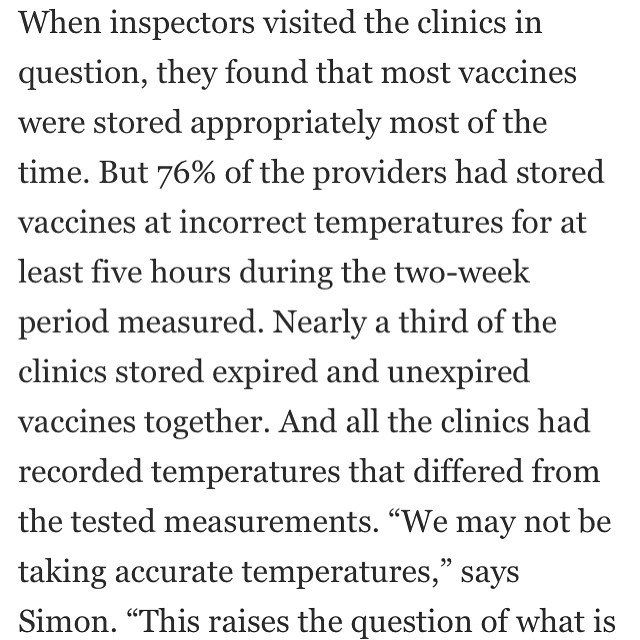 When inspectors visited the clinics in
question, they found that most vaccines
were stored appropriately most of the
time. But 76% of the providers had stored
vaccines at incorrect temperatures for at
least five hours during the two-week
period measured. Nearly a third of the
clinics stored expired and unexpired
vaccines together. And all the clinics had
recorded temperatures that differed from
the tested measurements. “We may not be
taking accurate temperatures,” says
Simon. “This raises the question of what is